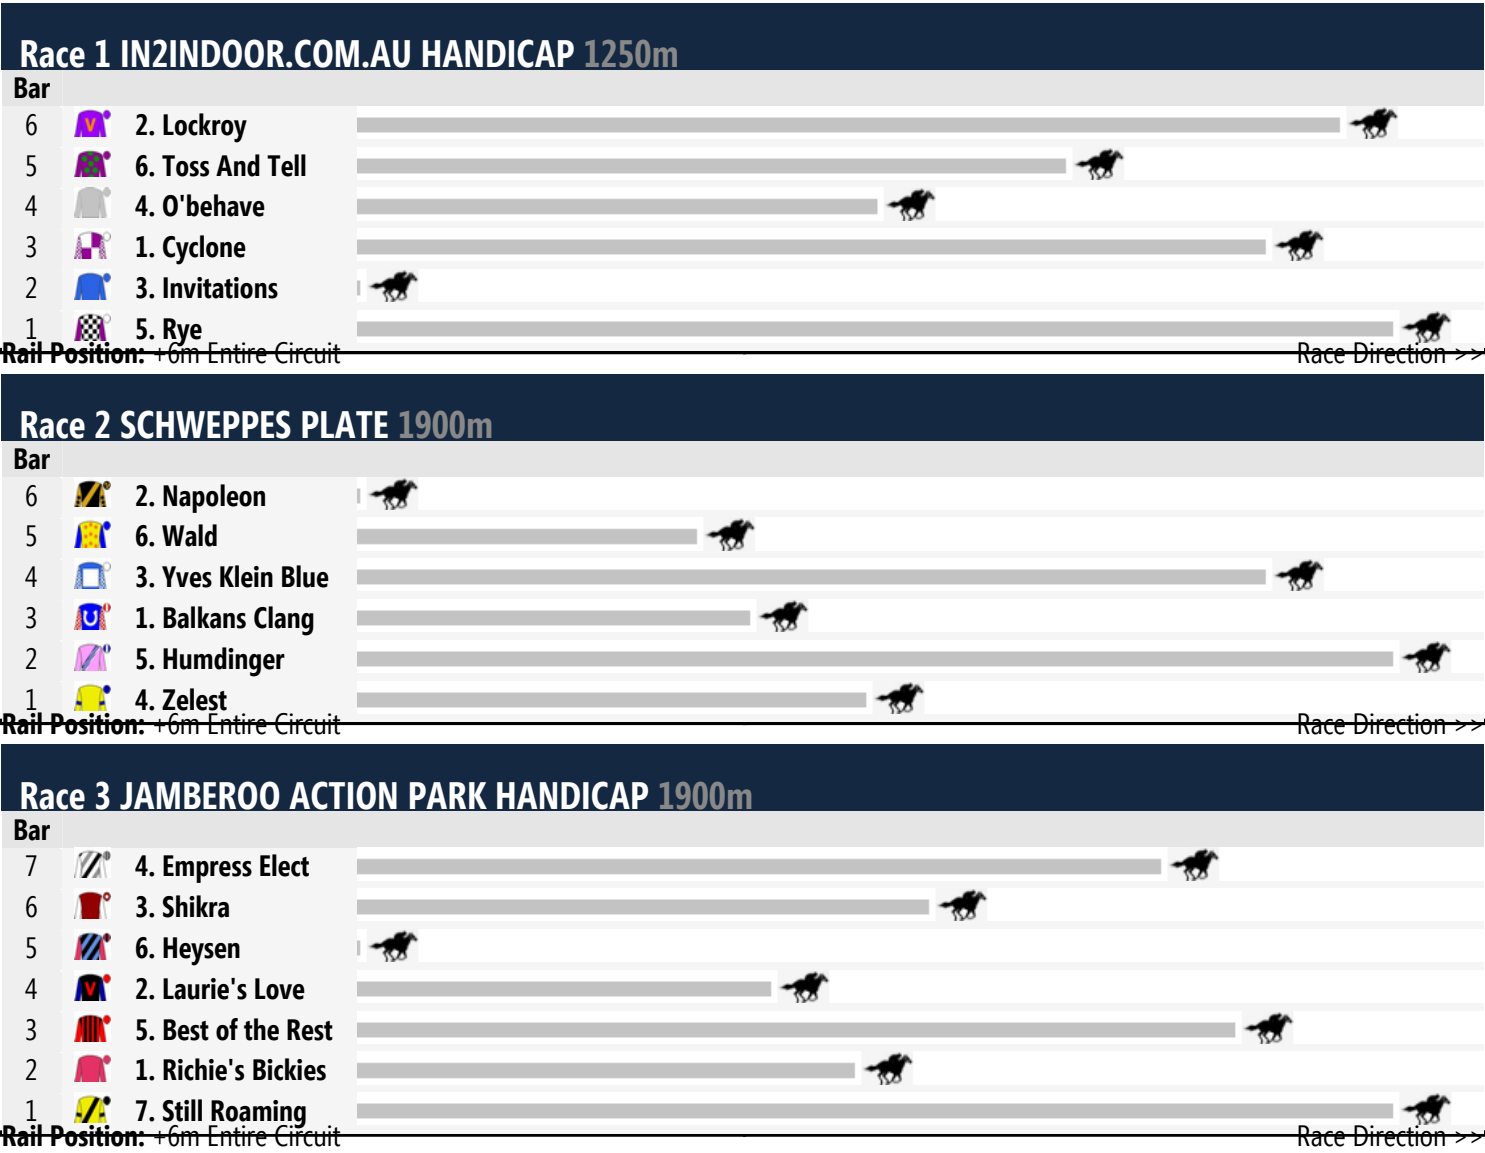 Race 1 IN2INDOOR.COM.AU HANDICAP 1250m
Bar
6 V 2. Lockroy
5 6. Toss And Tell
4 4. O'behave
3 1. Cyclone
2 3. Invitations
1 5. Rye
Rail Position: +6m Entire Circuit Race Direction >>
Race 2 SCHWEPPES PLATE 1900m
Bar
6 2. Napoleon
5 6. Wald
4 3. Yves Klein Blue
3 1. Balkans Clang
2 5. Humdinger
1 4. Zelest
Rail Position: +6m Entire Circuit Race Direction >>
Race 3 JAMBEROO ACTION PARK HANDICAP 1900m
Bar
7 4. Empress Elect
6 3. Shikra
5 6. Heysen
4 V 2. Laurie's Love
3 5. Best of the Rest
2 1. Richie's Bickies
1 7. Still Roaming
Rail Position: +6m Entire Circuit Race Direction >>